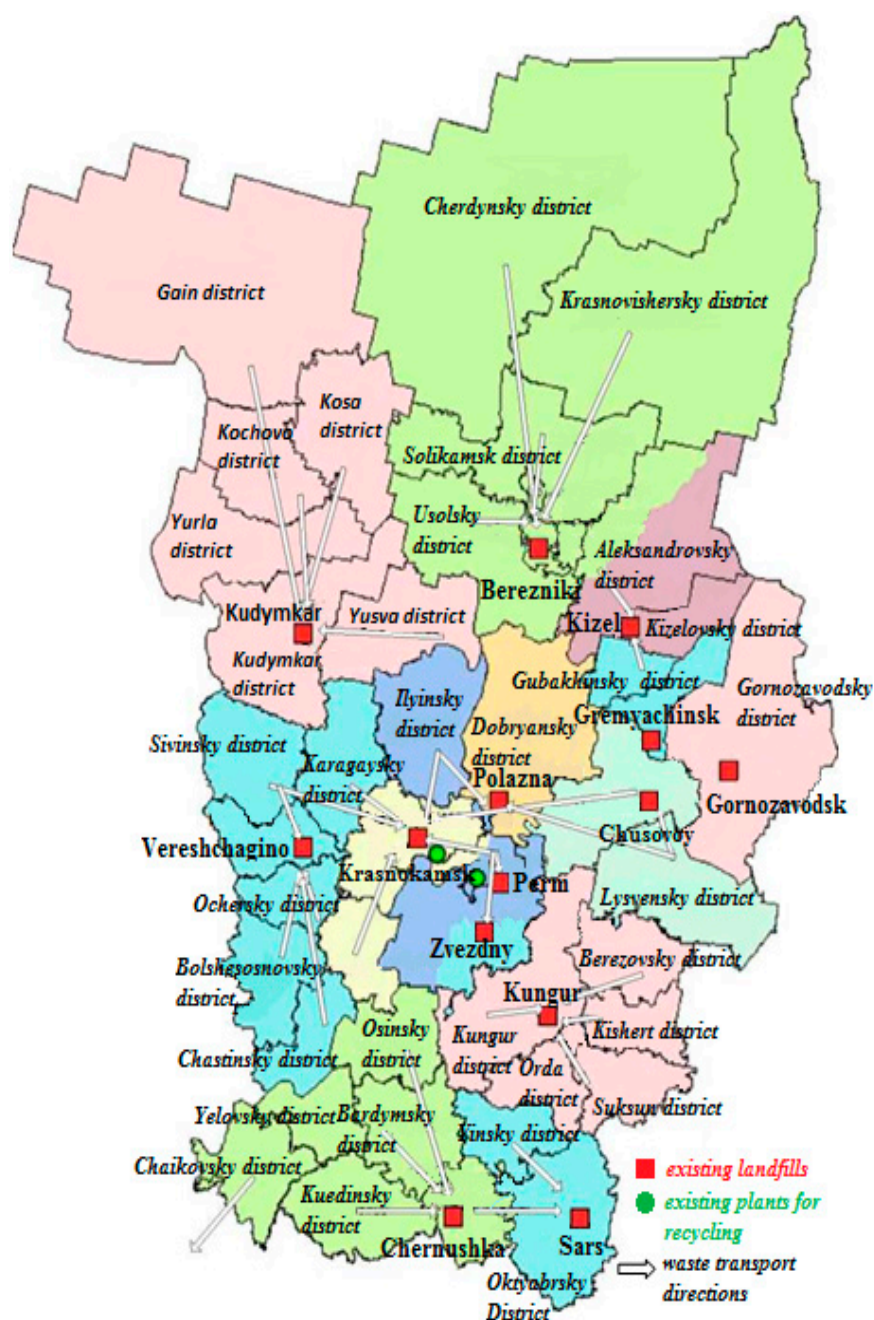 Cherdynsky district
Gain district
Krasnovishersky district
Kosa
district
Kochovo
district
Solikamsk district
Usolsky
district
Yurla
district
Aleksandrovsky
district
Berezniki
Kudymkar
Yusva district
Kizel
Kizelovsky district
Kudymkar
district
Ilyinsky
district
Gubakhinsky district
Gornozavodsky
district
Dobryansky
district
Gremyachinsk
Sivinsky district
Karagaysky
district
Polazna
Gornozavodsk
Vereshchagino
Chusovoy
Krasnokamsk
Perm
Lysvensky district
Ochersky district
Zvezdny
Bolshesosnovsky
district
Berezovsky district
Kungur
Osinsky
district
Kungur
district
Kishert district
Chastinsky district
Orda
district
Suksun district
Yelovsky district
Bardymsky
district
Yinsky district
Chaikovsky district
Kuedinsky
district
existing landfills
existing plants for
recycling
Chernushka
Sars
waste transport
directions
Oktyabrsky
District